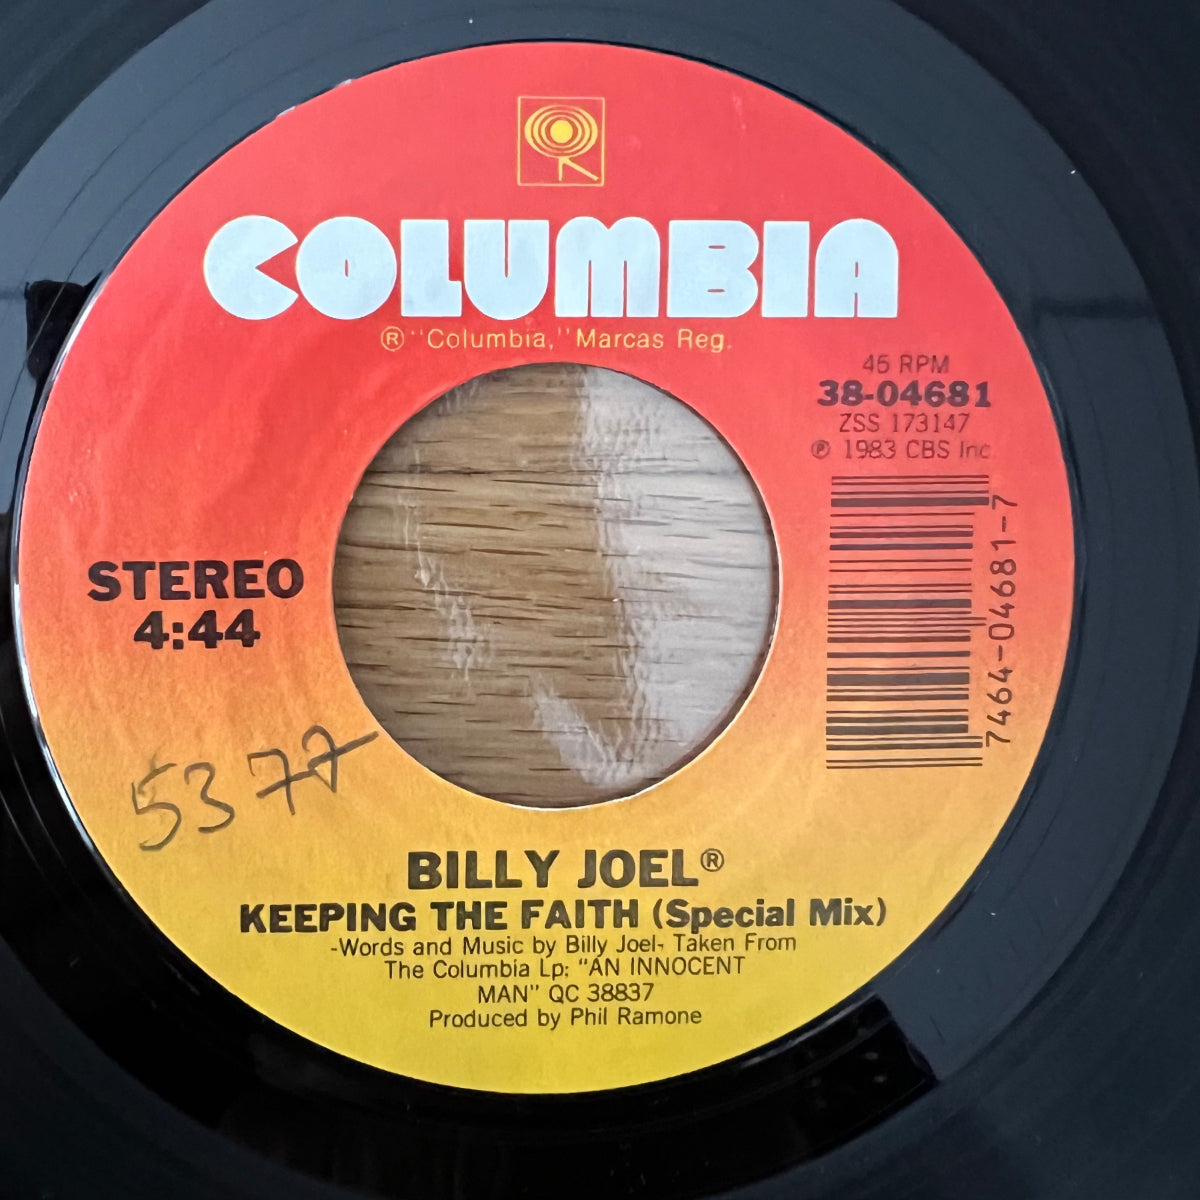 COLUMBIA
® "Columbia," Marcas Reg.
45 RPM
38-04681
ZSS 173147
℗ 1983 CBS Inc.
7464-04681-7
STEREO
4:44
5377
BILLY JOEL®
KEEPING THE FAITH (Special Mix)
-Words and Music by Billy Joel- Taken From
The Columbia Lp: "AN INNOCENT
MAN" QC 38837
Produced by Phil Ramone